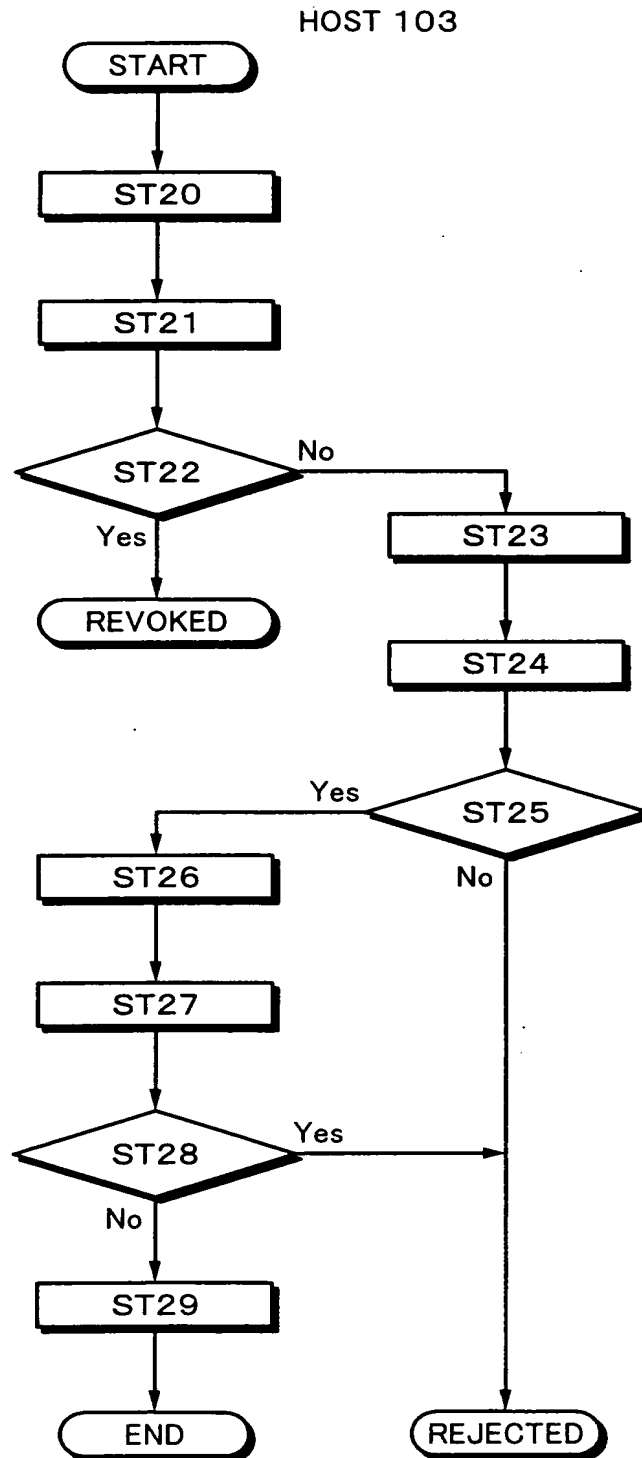 HOST 103
START
ST20
ST21
ST22
No
Yes
ST23
REVOKED
ST24
Yes
ST25
ST26
No
ST27
ST28
Yes
No
ST29
END
REJECTED